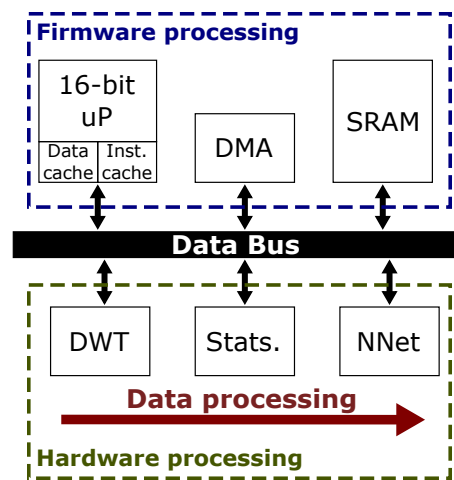 Firmware processing
16-bit
uP
Data
cache
Inst.
cache
DMA
SRAM
Data Bus
DWT
Stats.
NNet
Data processing
Hardware processing